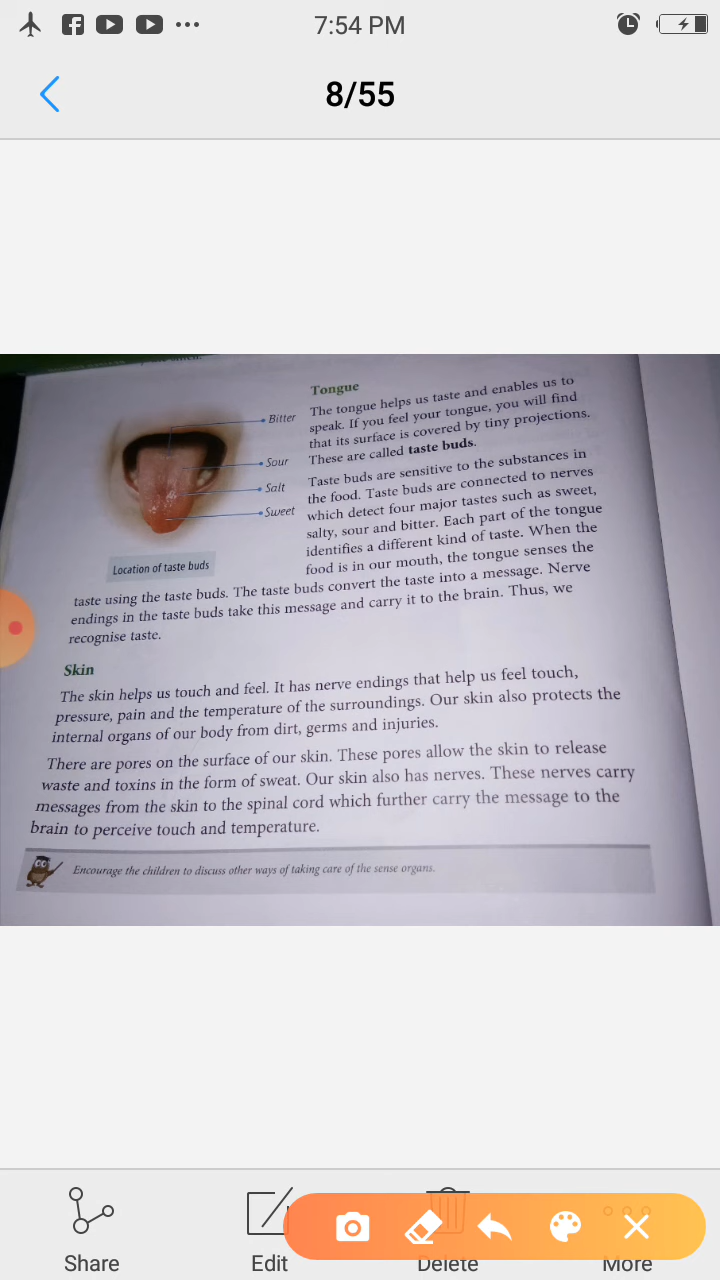 7:54 PM
8/55
Tongue
The tongue helps us taste and enables us to
speak. If you feel your tongue, you will find
that its surface is covered by tiny projections.
These are called taste buds.
Bitter
Sour
Salt
Sweet
Location of taste buds
Taste buds are sensitive to the substances in
the food. Taste buds are connected to nerves
which detect four major tastes such as sweet,
salty, sour and bitter. Each part of the tongue
identifies a different kind of taste. When the
food is in our mouth, the tongue senses the
taste using the taste buds. The taste buds convert the taste into a message. Nerve
endings in the taste buds take this message and carry it to the brain. Thus, we
recognise taste.
Skin
The skin helps us touch and feel. It has nerve endings that help us feel touch,
pressure, pain and the temperature of the surroundings. Our skin also protects the
internal organs of our body from dirt, germs and injuries.
There are pores on the surface of our skin. These pores allow the skin to release
waste and toxins in the form of sweat. Our skin also has nerves. These nerves carry
messages from the skin to the spinal cord which further carry the message to the
brain to perceive touch and temperature.
Encourage the children to discuss other ways of taking care of the sense organs.
Share
Edit
Delete
More